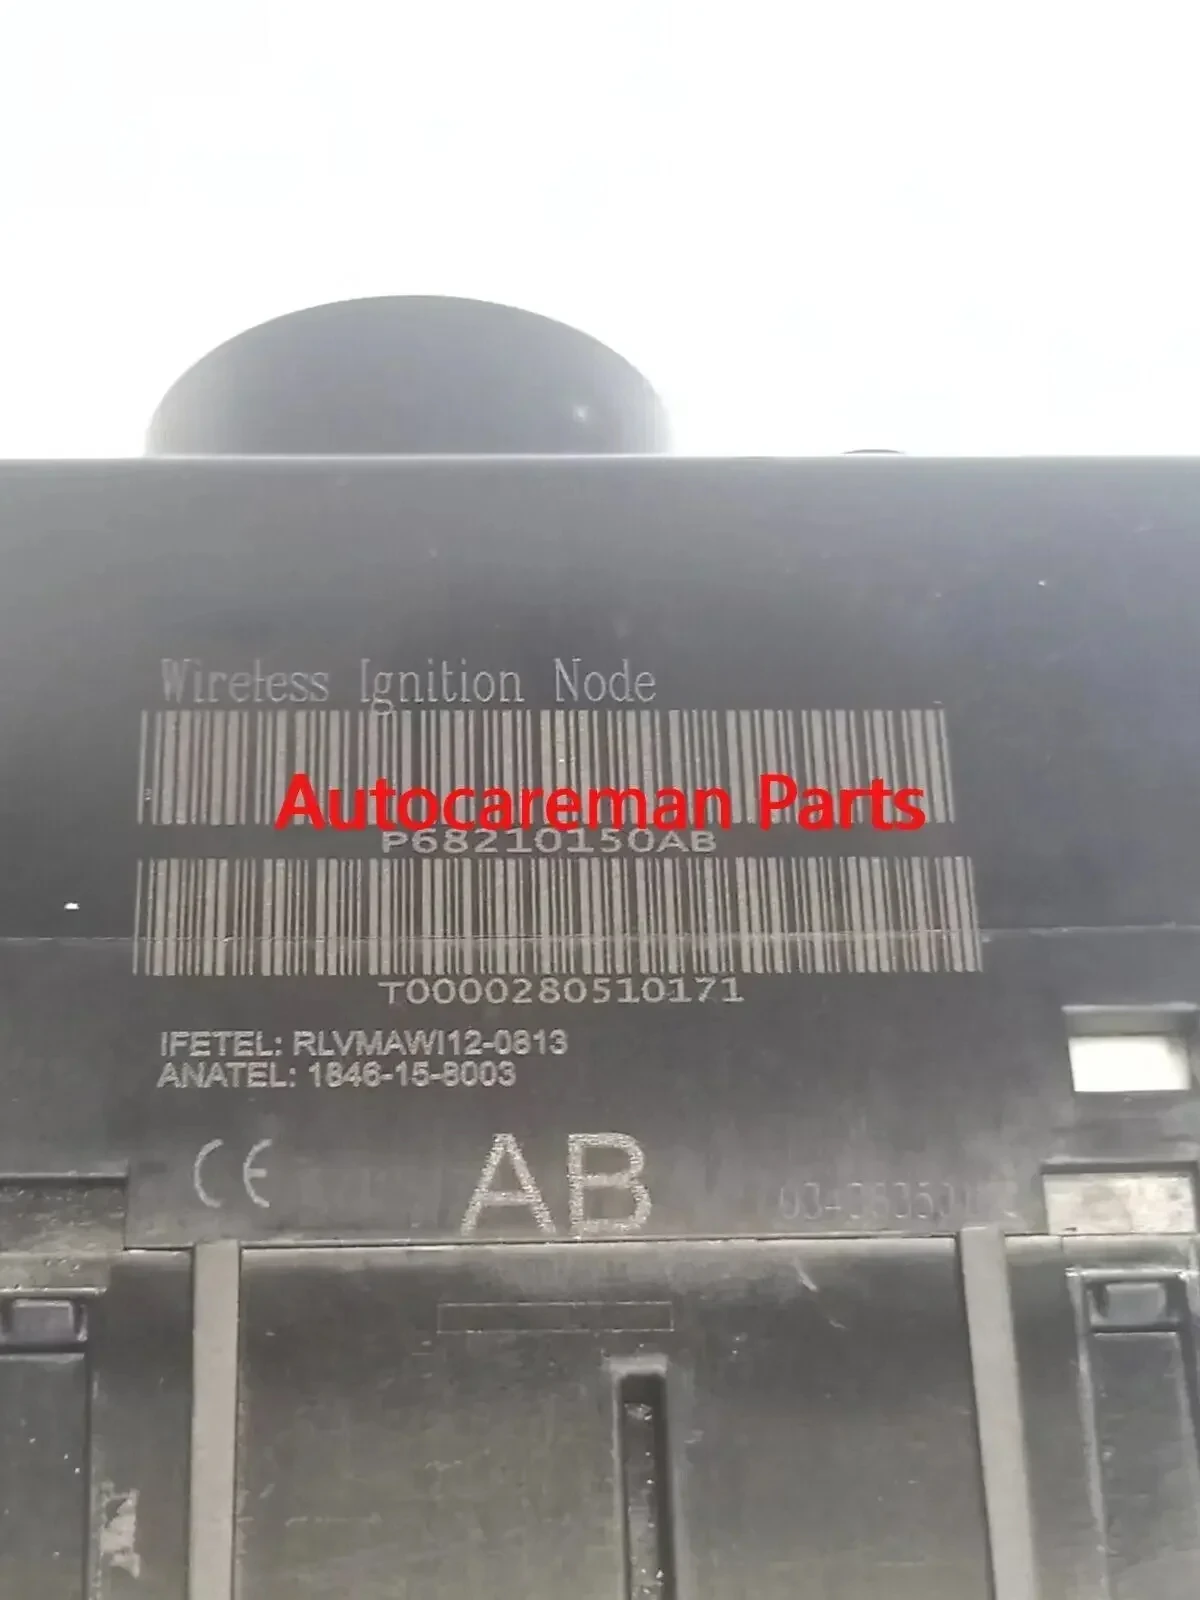 Wireless Ignition Node
Autocareman Parts
P68210150AB
T0000280510171
IFETEL: RLVMAWI12-0813
ANATEL: 1846-15-8003
CE
AB